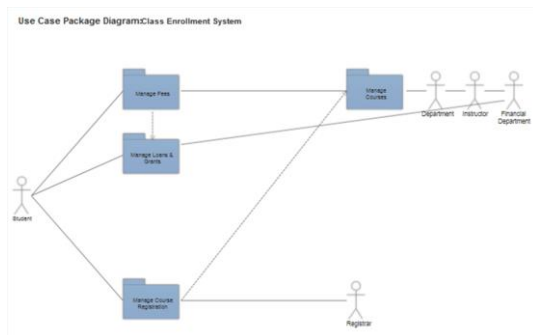 Use Case Package Diagram:Class Enrollment System
Manage Fees
Manage
Courses
Department
Instructor
Financial
Department
Manage Loans &
Grants
Student
Manage Course
Registration
Registrar